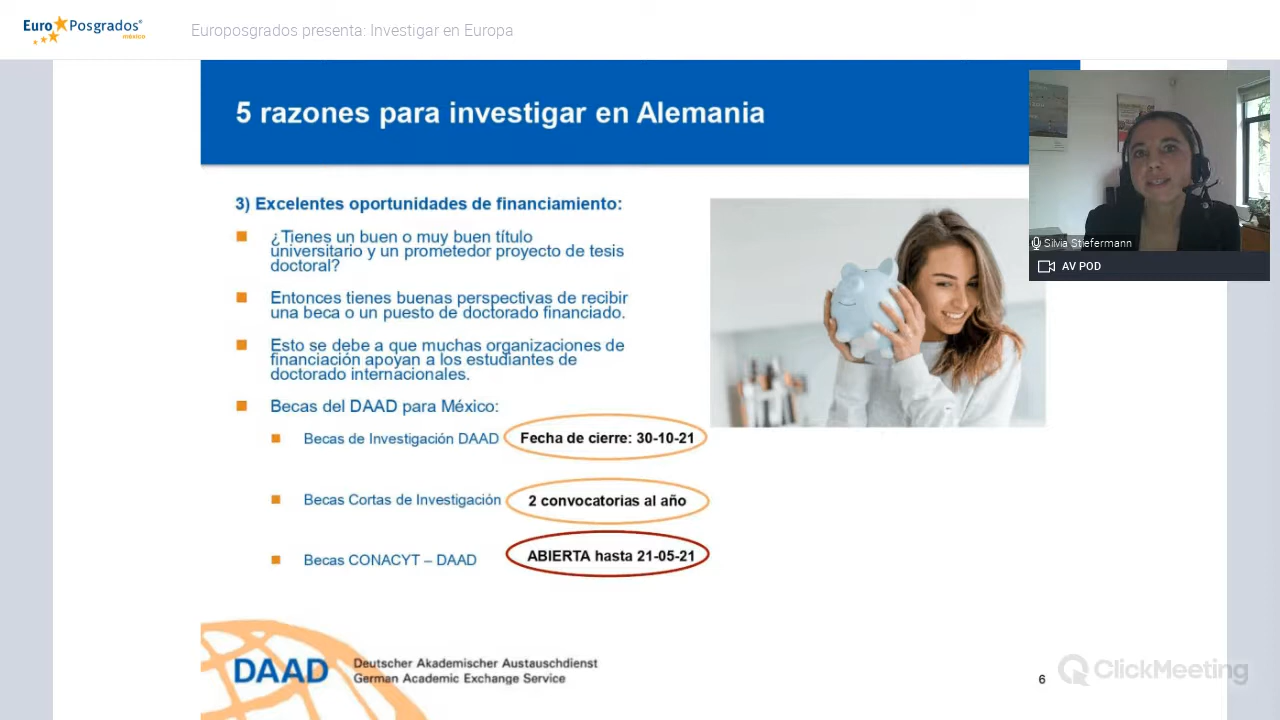 Euro Posgrados®
méxico
Europosgrados presenta: Investigar en Europa
5 razones para investigar en Alemania
3) Excelentes oportunidades de financiamiento:
¿Tienes un buen o muy buen título
universitario y un prometedor proyecto de tesis
doctoral?
Entonces tienes buenas perspectivas de recibir
una beca o un puesto de doctorado financiado.
Esto se debe a que muchas organizaciones de
financiación apoyan a los estudiantes de
doctorado internacionales.
Becas del DAAD para México:
Becas de Investigación DAAD Fecha de cierre: 30-10-21
Becas Cortas de Investigación 2 convocatorias al año
Becas CONACYT – DAAD ABIERTA hasta 21-05-21
Silvia Stiefermann
AV POD
DAAD
Deutscher Akademischer Austauschdienst
German Academic Exchange Service
6
ClickMeeting